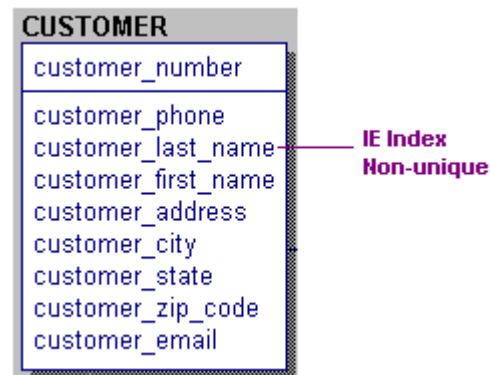 CUSTOMER
customer_number
customer_phone
customer_last_name
customer_first_name
customer_address
customer_city
customer_state
customer_zip_code
customer_email
IE Index
Non-unique